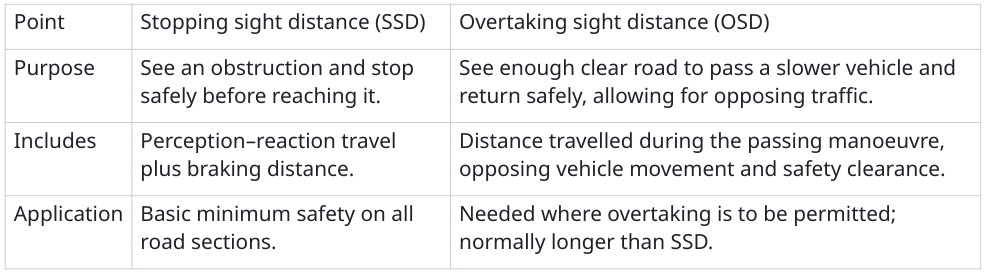 Point
Stopping sight distance (SSD)
Overtaking sight distance (OSD)
Purpose
See an obstruction and stop
safely before reaching it.
See enough clear road to pass a slower vehicle and
return safely, allowing for opposing traffic.
Includes
Perception–reaction travel
plus braking distance.
Distance travelled during the passing manoeuvre,
opposing vehicle movement and safety clearance.
Application
Basic minimum safety on all
road sections.
Needed where overtaking is to be permitted;
normally longer than SSD.